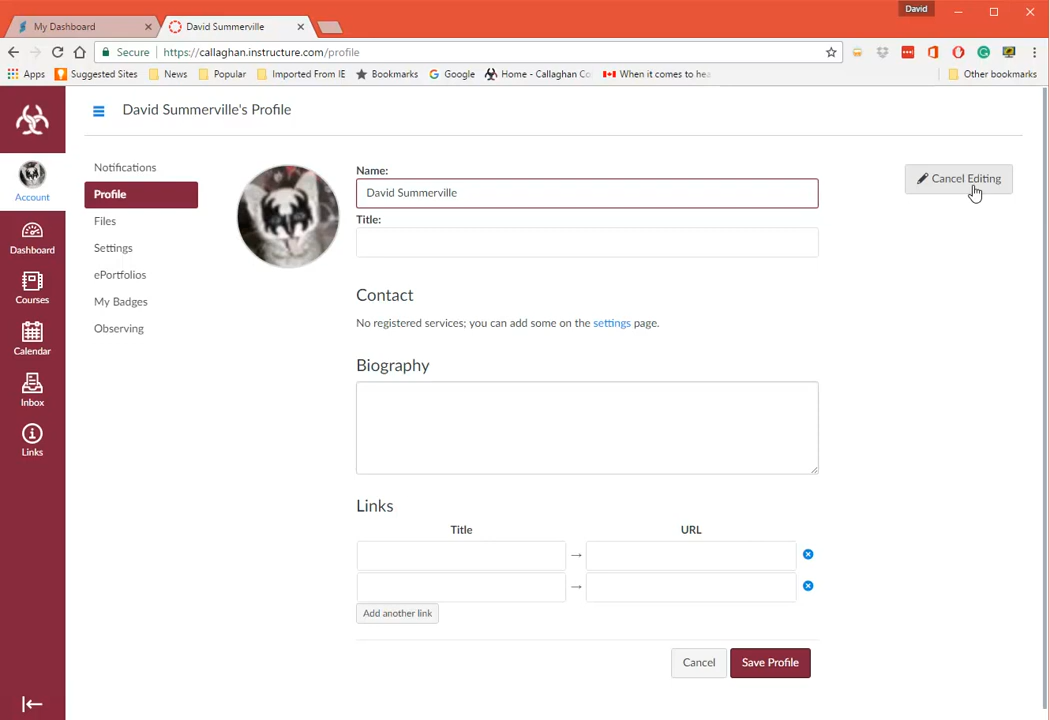 David
My Dashboard
David Summerville
Secure
https://callaghan.instructure.com/profile
Apps
Suggested Sites
News
Popular
Imported From IE
Bookmarks
Google
Home - Callaghan Co
When it comes to hea
Other bookmarks
David Summerville's Profile
Account
Dashboard
Courses
Calendar
Inbox
Links
Notifications
Profile
Files
Settings
ePortfolios
My Badges
Observing
Name:
David Summerville
Title:
Cancel Editing
Contact
No registered services; you can add some on the settings page.
Biography
Links
Title URL
→
→
Add another link
Cancel Save Profile